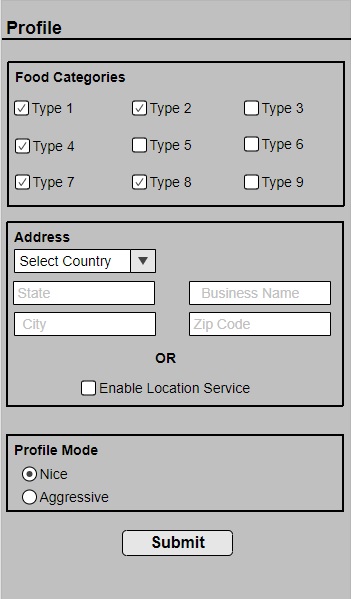 Profile
Food Categories
Type 1 Type 2 Type 3
Type 4 Type 5 Type 6
Type 7 Type 8 Type 9
Address
Select Country
State Business Name
City Zip Code
OR
Enable Location Service
Profile Mode
Nice
Aggressive
Submit